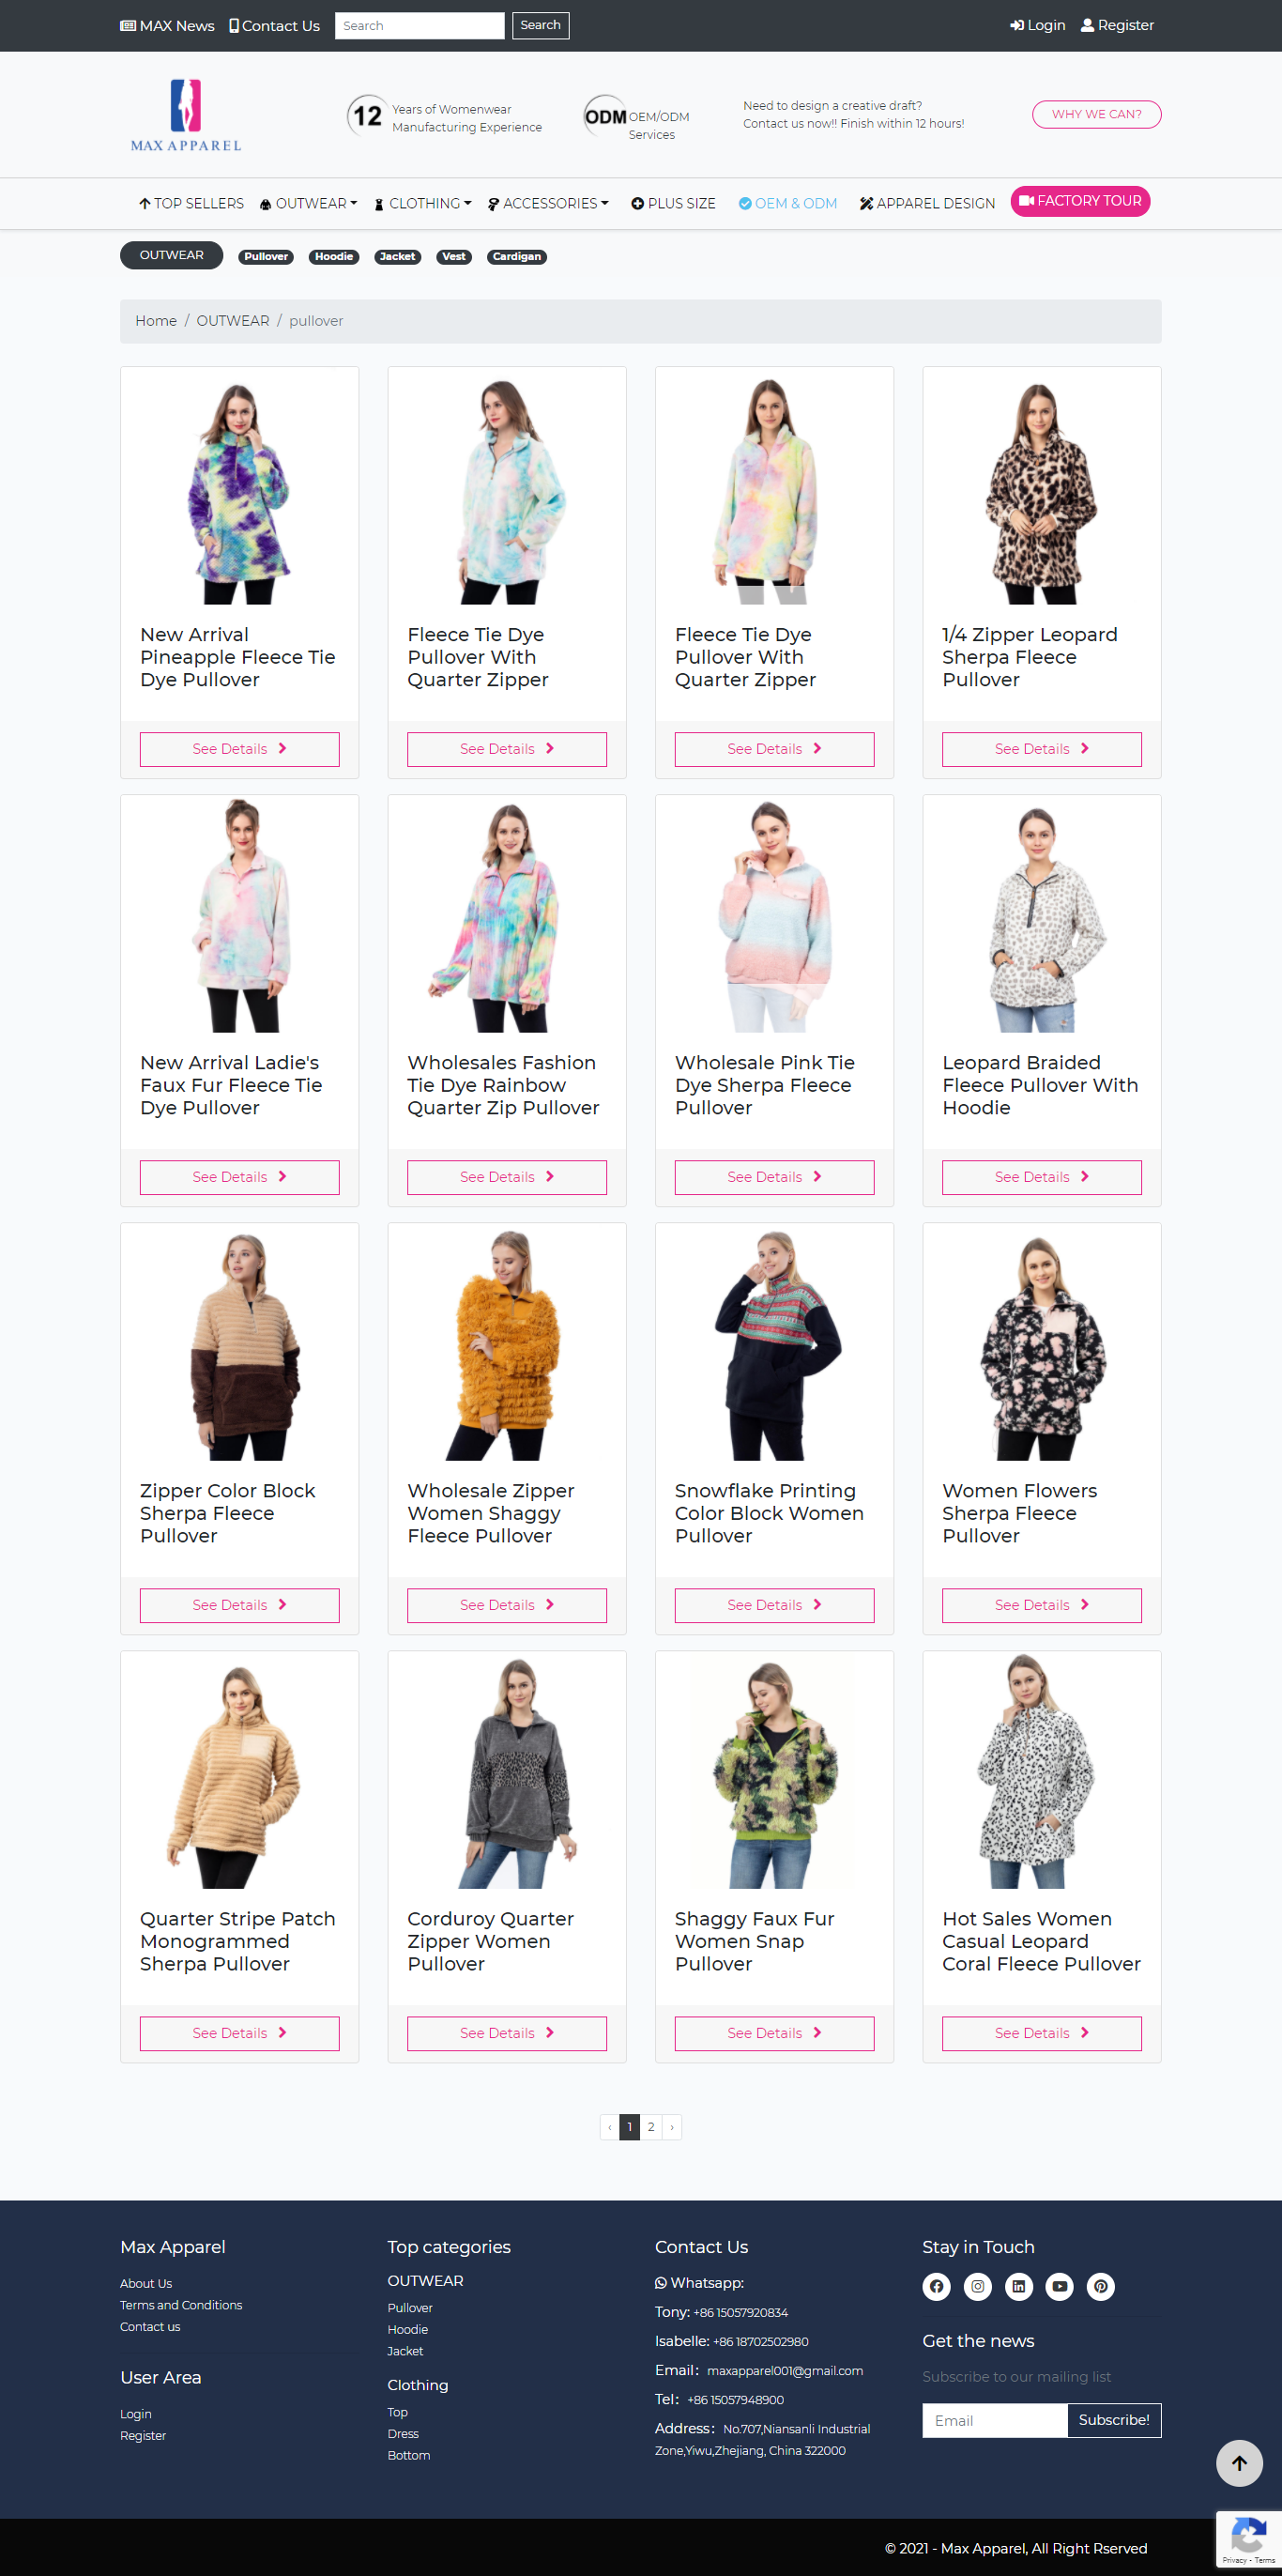 MAX News Contact Us Search Search Login Register
MAX APPAREL
12 Years of Womenwear
Manufacturing Experience
ODM OEM/ODM
Services
Need to design a creative draft?
Contact us now!! Finish within 12 hours!
WHY WE CAN?
TOP SELLERS OUTWEAR CLOTHING ACCESSORIES PLUS SIZE OEM & ODM APPAREL DESIGN FACTORY TOUR
OUTWEAR Pullover Hoodie Jacket Vest Cardigan
Home / OUTWEAR / pullover
New Arrival
Pineapple Fleece Tie
Dye Pullover
See Details
Fleece Tie Dye
Pullover With
Quarter Zipper
See Details
Fleece Tie Dye
Pullover With
Quarter Zipper
See Details
1/4 Zipper Leopard
Sherpa Fleece
Pullover
See Details
New Arrival Ladie's
Faux Fur Fleece Tie
Dye Pullover
See Details
Wholesales Fashion
Tie Dye Rainbow
Quarter Zip Pullover
See Details
Wholesale Pink Tie
Dye Sherpa Fleece
Pullover
See Details
Leopard Braided
Fleece Pullover With
Hoodie
See Details
Zipper Color Block
Sherpa Fleece
Pullover
See Details
Wholesale Zipper
Women Shaggy
Fleece Pullover
See Details
Snowflake Printing
Color Block Women
Pullover
See Details
Women Flowers
Sherpa Fleece
Pullover
See Details
Quarter Stripe Patch
Monogrammed
Sherpa Pullover
See Details
Corduroy Quarter
Zipper Women
Pullover
See Details
Shaggy Faux Fur
Women Snap
Pullover
See Details
Hot Sales Women
Casual Leopard
Coral Fleece Pullover
See Details
‹ 1 2 ›
Max Apparel
About Us
Terms and Conditions
Contact us
User Area
Login
Register
Top categories
OUTWEAR
Pullover
Hoodie
Jacket
Clothing
Top
Dress
Bottom
Contact Us
Whatsapp:
Tony: +86 15057920834
Isabelle: +86 18702502980
Email： maxapparel001@gmail.com
Tel： +86 15057948900
Address： No.707,Niansanli Industrial
Zone,Yiwu,Zhejiang, China 322000
Stay in Touch
Get the news
Subscribe to our mailing list
Email Subscribe!
© 2021 - Max Apparel, All Right Rserved
Privacy - Terms